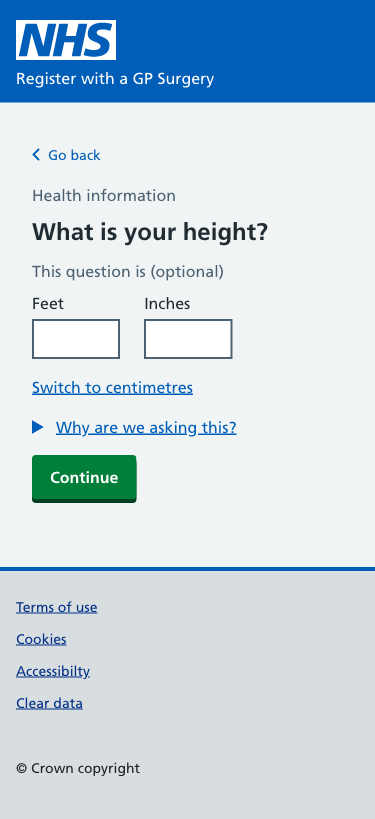 NHS
Register with a GP Surgery
Go back
Health information
What is your height?
This question is (optional)
Feet
Inches
Switch to centimetres
Why are we asking this?
Continue
Terms of use
Cookies
Accessibilty
Clear data
© Crown copyright